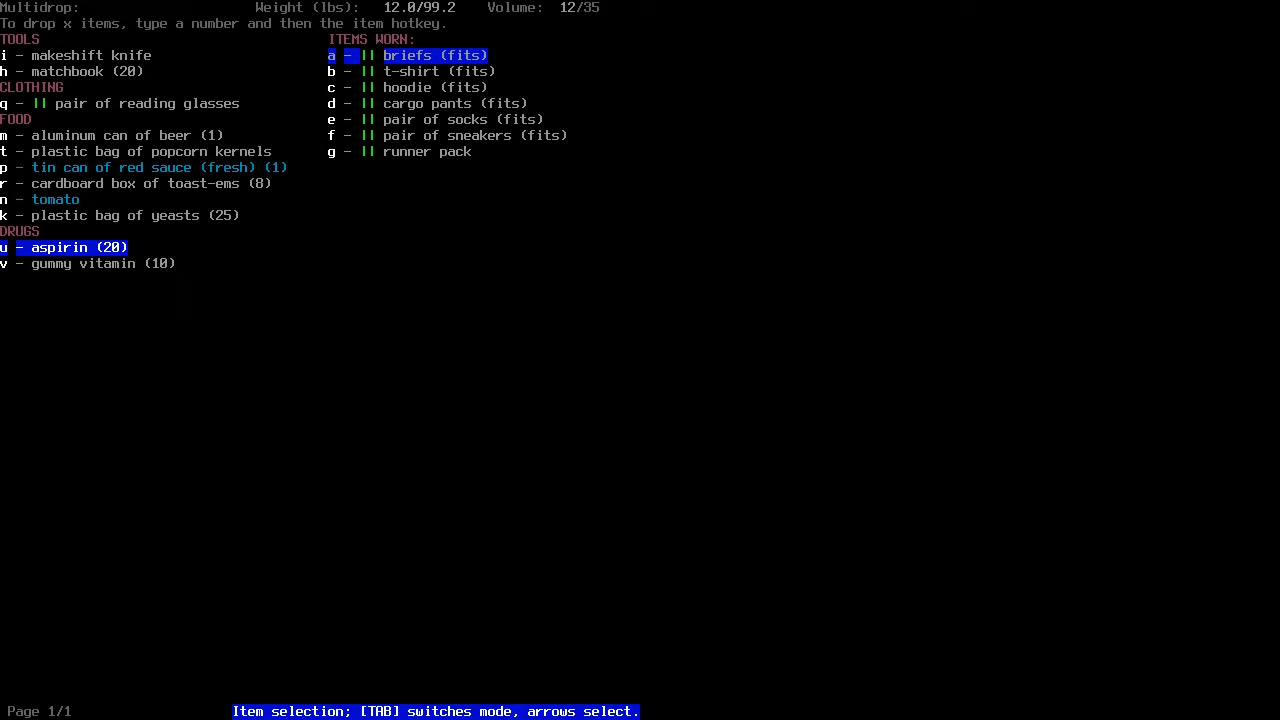 Multidrop: Weight (lbs): 12.0/99.2 Volume: 12/35
To drop x items, type a number and then the item hotkey.
TOOLS
i - makeshift knife
h - matchbook (20)
CLOTHING
q - || pair of reading glasses
FOOD
m - aluminum can of beer (1)
t - plastic bag of popcorn kernels
p - tin can of red sauce (fresh) (1)
r - cardboard box of toast-ems (8)
n - tomato
k - plastic bag of yeasts (25)
DRUGS
u - aspirin (20)
v - gummy vitamin (10)
ITEMS WORN:
a - || briefs (fits)
b - || t-shirt (fits)
c - || hoodie (fits)
d - || cargo pants (fits)
e - || pair of socks (fits)
f - || pair of sneakers (fits)
g - || runner pack
Page 1/1 Item selection; [TAB] switches mode, arrows select.